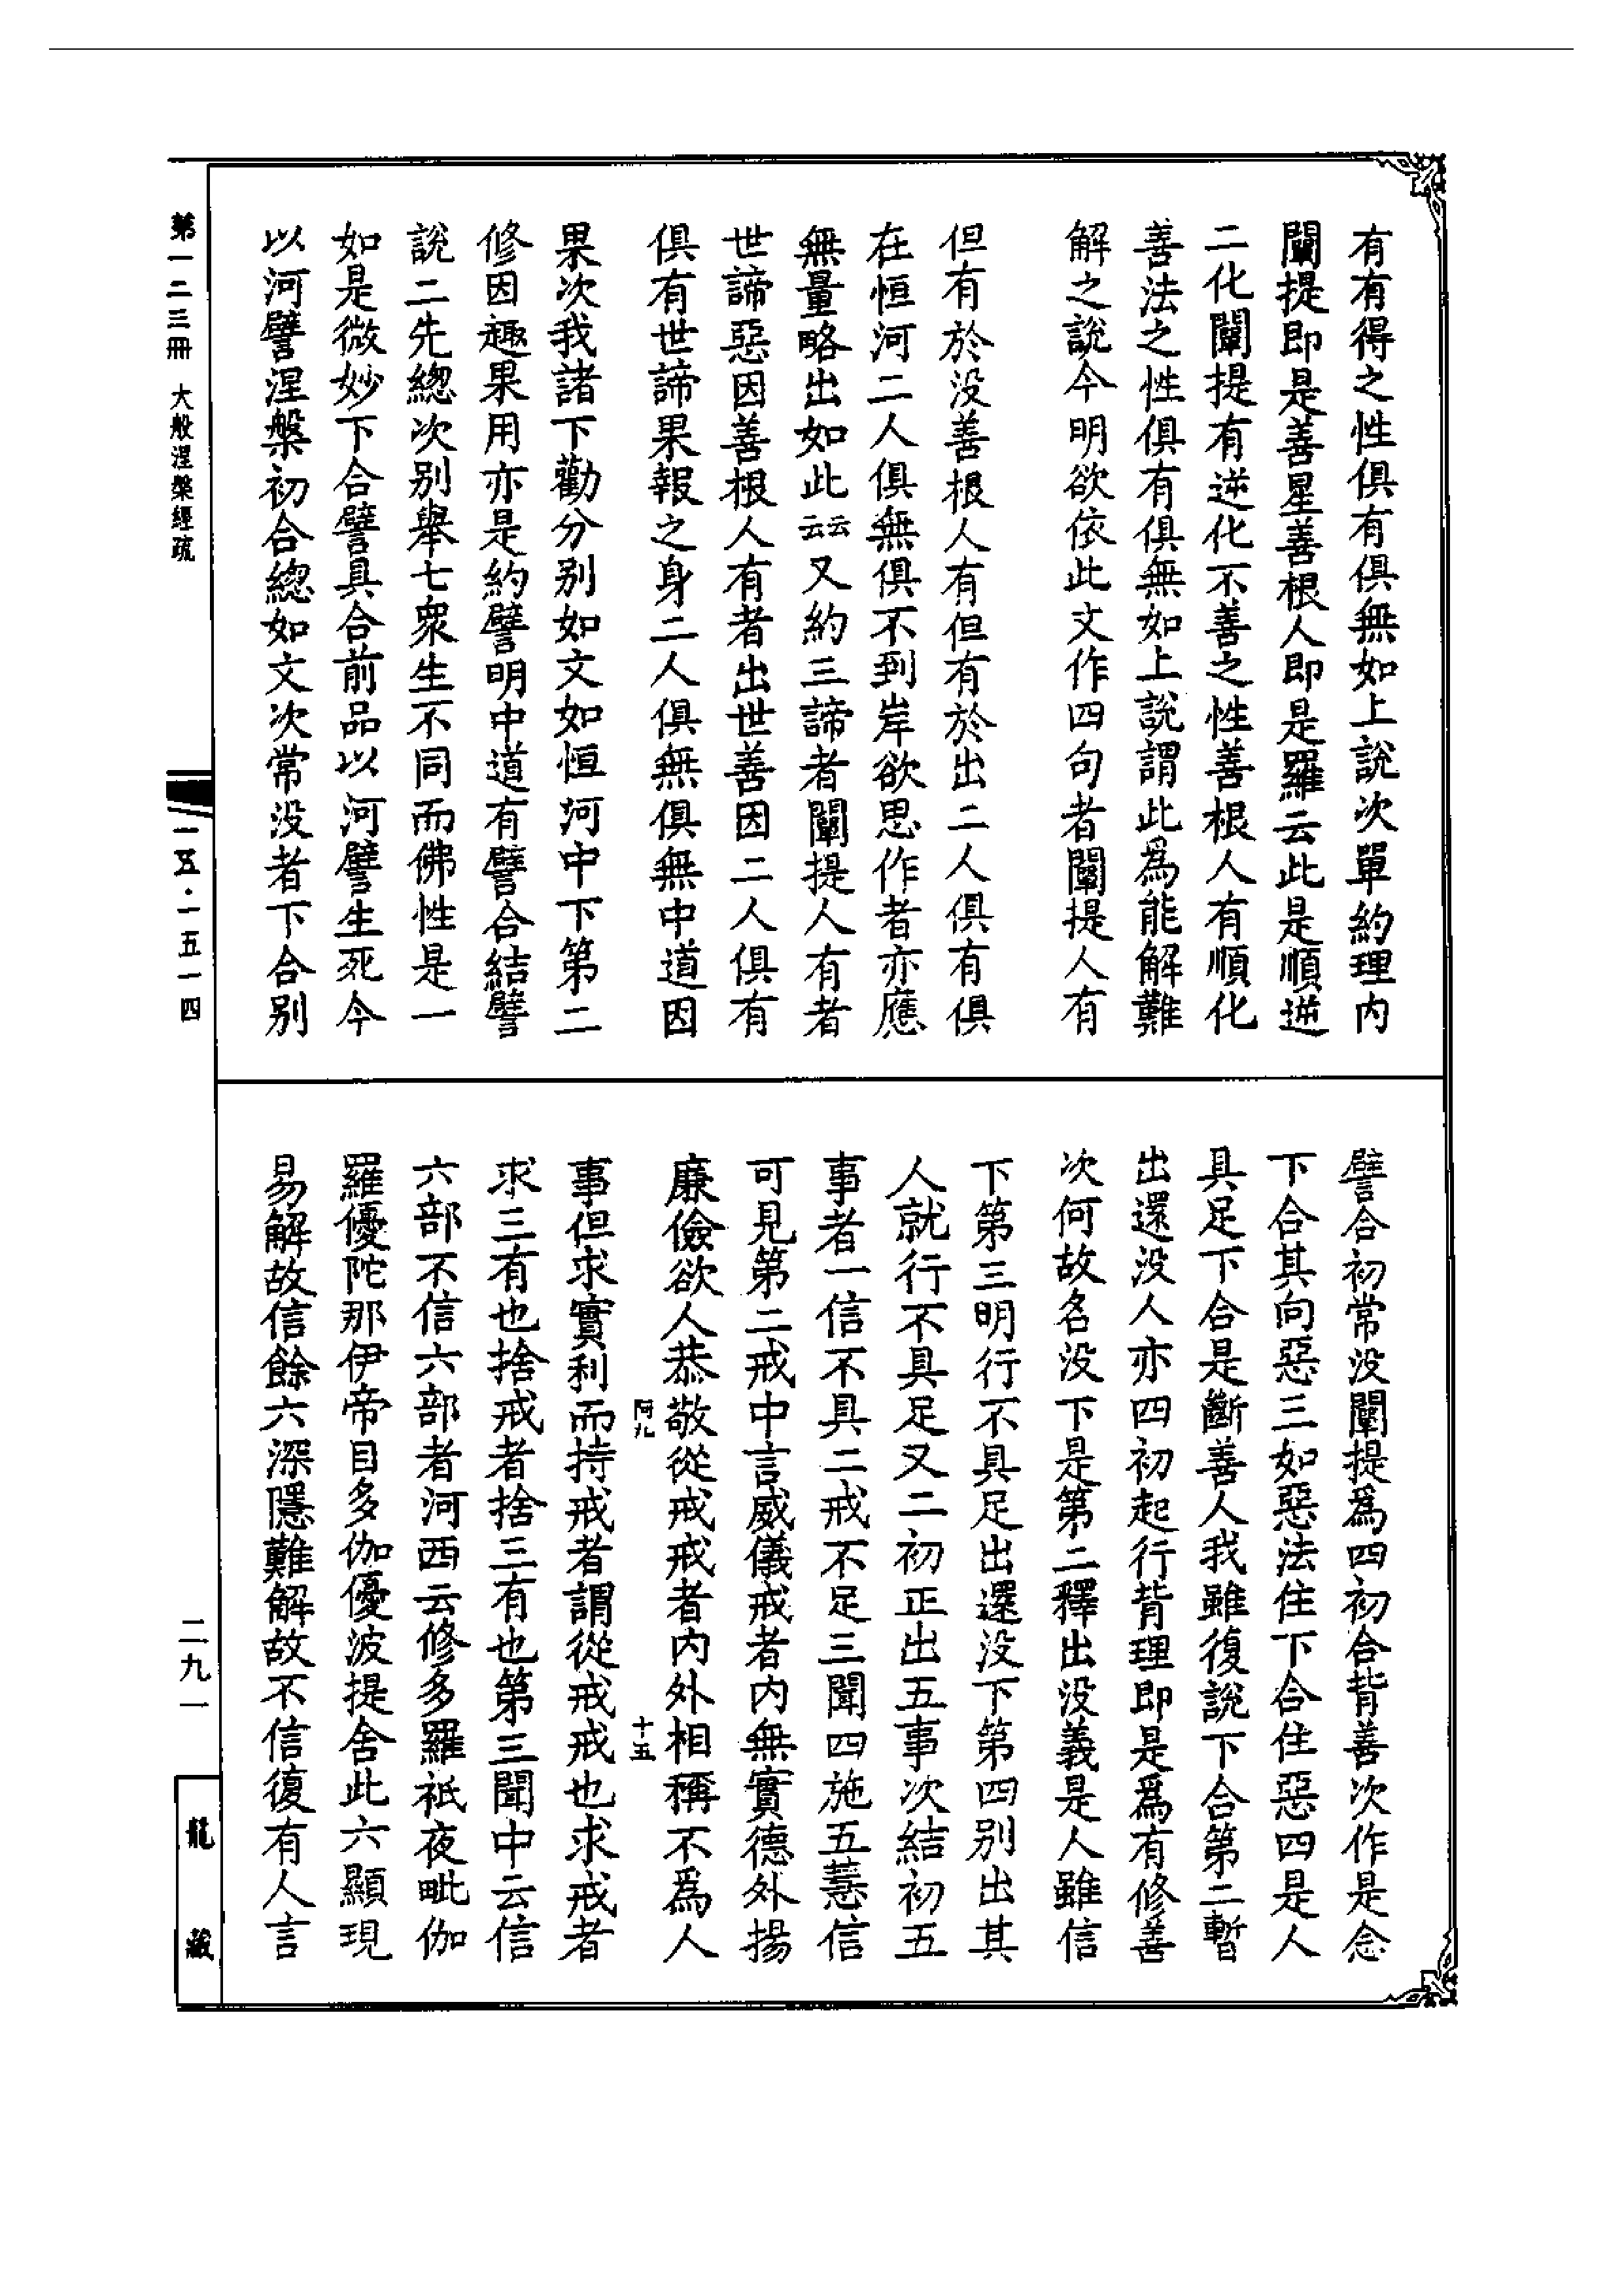 有有得之性俱有俱無如上說次單約理內
闡提即是善星善根人即是羅云此是順逆
二化闡提有逆化不善之性善根人有順化
善法之性俱有俱無如上說謂此為能解難
解之說今明欲依此文作四句者闡提人有
但有於没善根人有但有於出二人俱有俱
在恒河二人俱無俱不到岸欲思作者亦應
無量略出如此云云又約三諦者闡提人有者
世諦惡因善根人有者出世善因二人俱有
俱有世諦果報之身二人俱無俱無中道因
果次我諸下勸分别如文如恒河中下第二
修因趣果用亦是約譬明中道有譬合結譬
說二先總次别舉七衆生不同而佛性是一
如是微妙下合譬具合前品以河譬生死今
以河譬涅槃初合總如文次常没者下合别
譬合初常没闡提為四初合背善次作是念
下合其向惡三如惡法住下合住惡四是人
具足下合是斷善人我雖復說下合第二暫
出還没人亦四初起行背理即是為有修善
次何故名没下是第二釋出没義是人雖信
下第三明行不具足出還没下第四别出其
人就行不具足又二初正出五事次結初五
事者一信不具二戒不足三聞四施五慧信
可見第二戒中言威儀戒者内無實德外揚
廉儉欲人恭敬從戒戒者内外相稱不為人
事但求實利而持戒者謂從戒戒也求戒者
求三有也捨戒者捨三有也第三聞中云信
六部不信六部者河西云修多羅祇夜毗伽
羅優陀那伊帝目多伽優波提舍此六顯現
易解故信餘六深隱難解故不信復有人言
阿九
十五
第一二三冊 大般涅槃經疏
一五·一五一四
二九一
龍藏